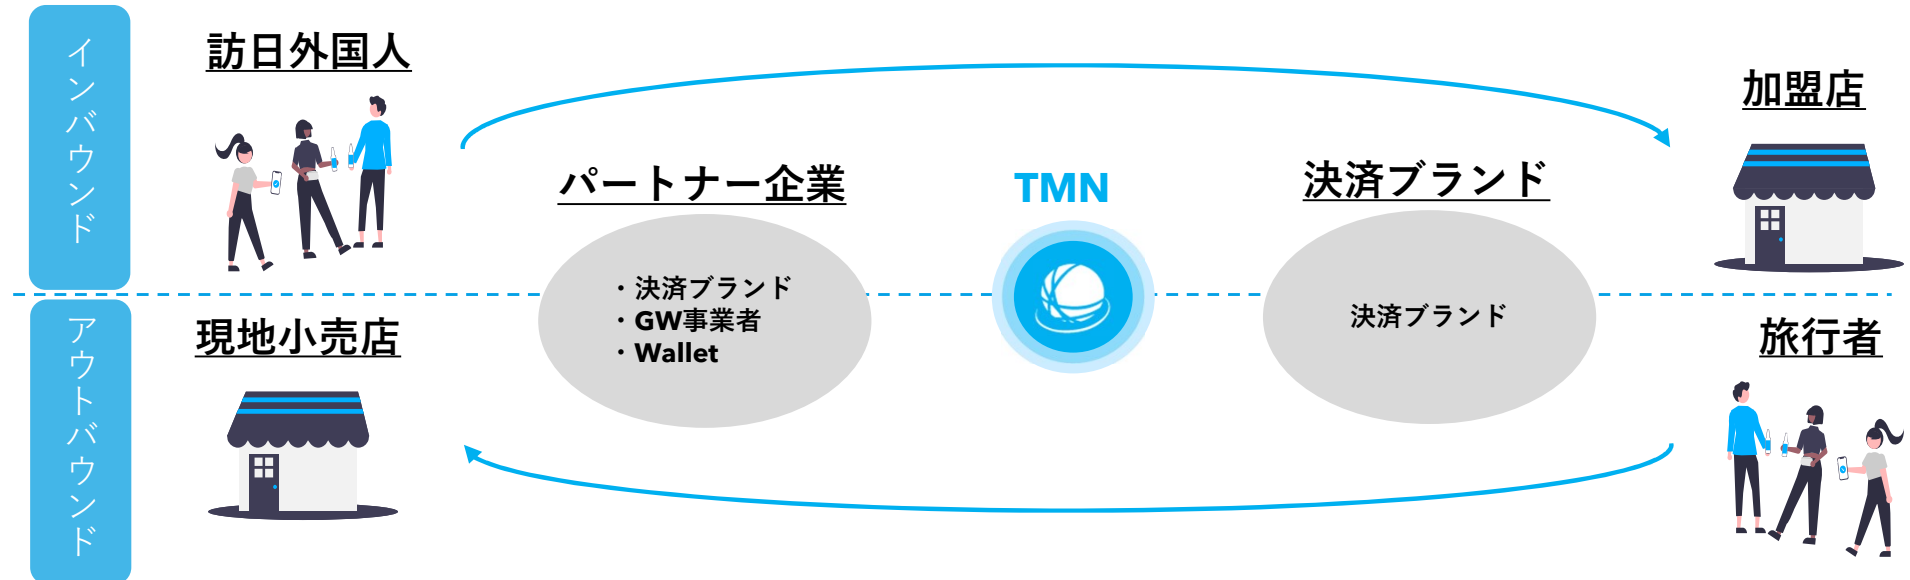 インバウンド
訪日外国人
加盟店
パートナー企業
TMN
決済ブランド
・決済ブランド
・GW事業者
・Wallet
決済ブランド
アウトバウンド
現地小売店
旅行者